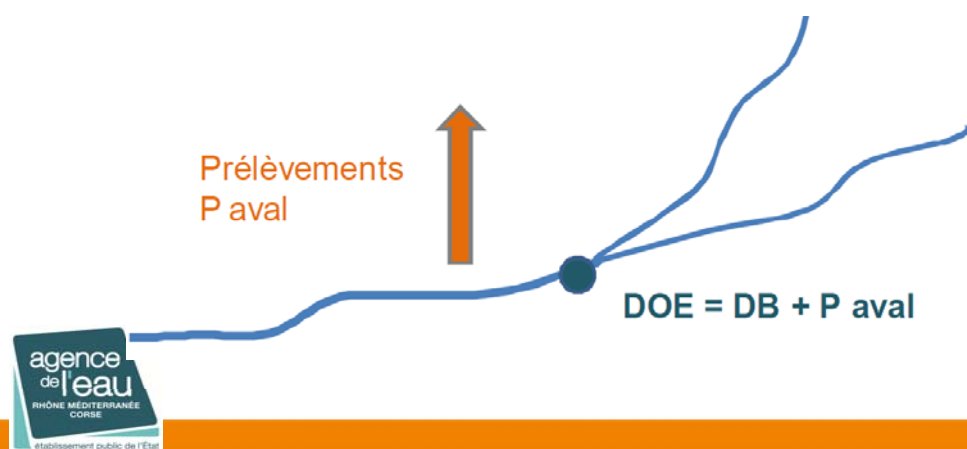 Prélèvements
P aval
DOE = DB + P aval
agence
de l'eau
RHÔNE MÉDITERRANÉE
CORSE
établissement public de l'État